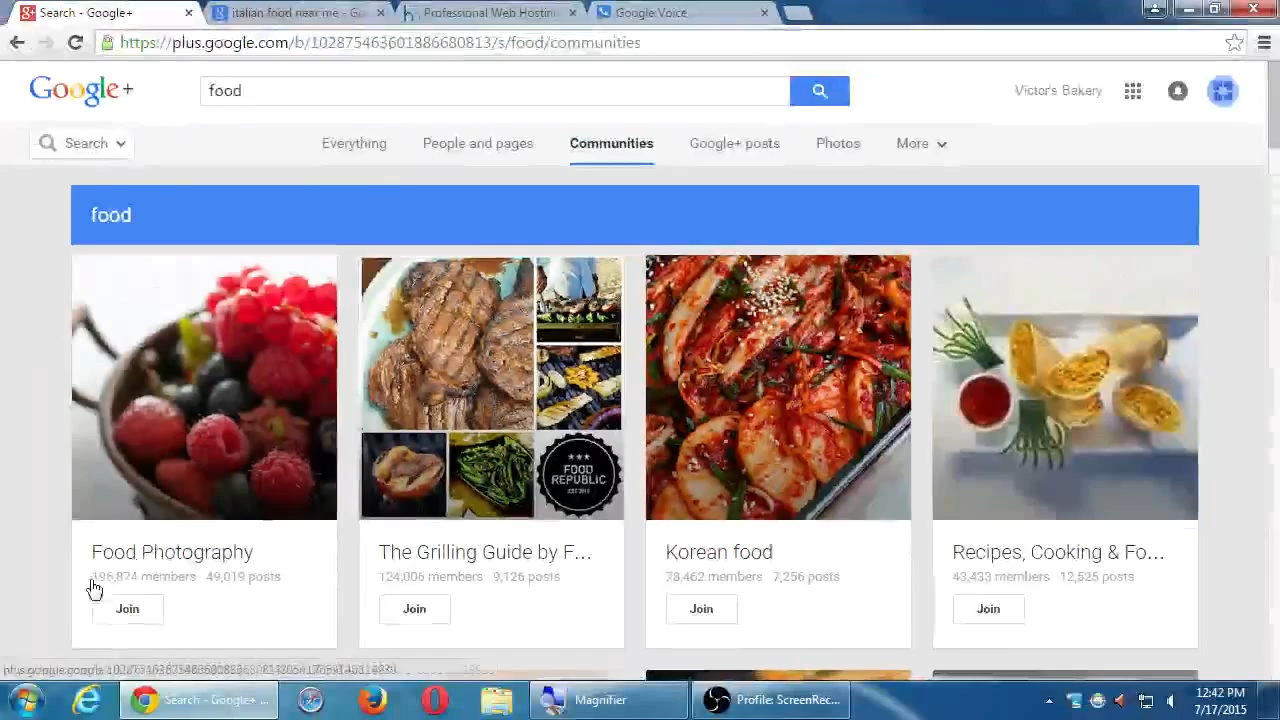 Search - Google+
italian food near me - Go
Professional Web Hostin
Google Voice
https://plus.google.com/b/102875463601886680813/s/food/communities
Google+
food
Victor's Bakery
Search
Everything
People and pages
Communities
Google+ posts
Photos
More
food
FOOD
REPUBLIC
Food Photography
196,874 members 49,019 posts
Join
The Grilling Guide by F...
124,006 members 9,126 posts
Join
Korean food
78,462 members 7,256 posts
Join
Recipes, Cooking & Fo...
43,433 members 12,525 posts
Join
Search - Google+ ...
Magnifier
Profile: ScreenRec...
12:42 PM
7/17/2015